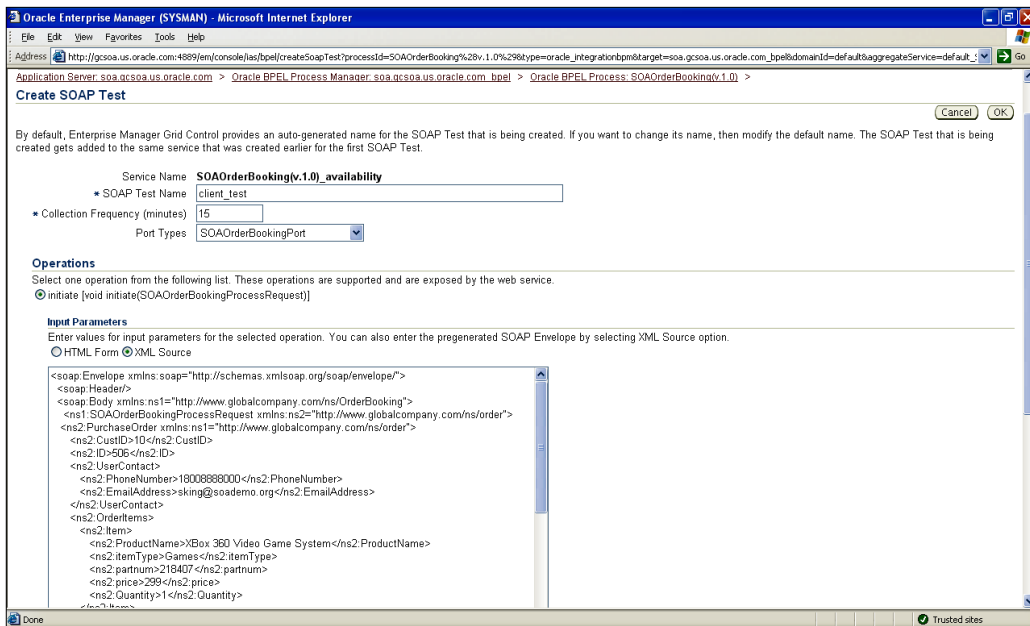 Oracle Enterprise Manager (SYSMAN) - Microsoft Internet Explorer
File Edit View Favorites Tools Help
Address http://gcsoa.us.oracle.com:4889/em/console/ias/bpel/createSoapTest?processId=SOAOrderBooking%28v.1.0%29&type=oracle_integrationbpm&target=soa.gcsoa.us.oracle.com_bpel&domainId=default&aggregateService=default_ Go
Application Server: soa.gcsoa.us.oracle.com > Oracle BPEL Process Manager: soa.gcsoa.us.oracle.com_bpel > Oracle BPEL Process: SOAOrderBooking(v.1.0) >
Create SOAP Test
Cancel OK
By default, Enterprise Manager Grid Control provides an auto-generated name for the SOAP Test that is being created. If you want to change its name, then modify the default name. The SOAP Test that is being
created gets added to the same service that was created earlier for the first SOAP Test.
Service Name SOAOrderBooking(v.1.0)_availability
* SOAP Test Name client_test
* Collection Frequency (minutes) 15
Port Types SOAOrderBookingPort
Operations
Select one operation from the following list. These operations are supported and are exposed by the web service.
initiate [void initiate(SOAOrderBookingProcessRequest)]
Input Parameters
Enter values for input parameters for the selected operation. You can also enter the pregenerated SOAP Envelope by selecting XML Source option.
HTML Form XML Source
<soap:Envelope xmlns:soap="http://schemas.xmlsoap.org/soap/envelope/">
<soap:Header/>
<soap:Body xmlns:ns1="http://www.globalcompany.com/ns/OrderBooking">
<ns1:SOAOrderBookingProcessRequest xmlns:ns2="http://www.globalcompany.com/ns/order">
<ns2:PurchaseOrder xmlns:ns1="http://www.globalcompany.com/ns/order">
<ns2:CustID>10</ns2:CustID>
<ns2:ID>506</ns2:ID>
<ns2:UserContact>
<ns2:PhoneNumber>18008888000</ns2:PhoneNumber>
<ns2:EmailAddress>sking@soademo.org</ns2:EmailAddress>
</ns2:UserContact>
<ns2:OrderItems>
<ns2:Item>
<ns2:ProductName>XBox 360 Video Game System</ns2:ProductName>
<ns2:itemType>Games</ns2:itemType>
<ns2:partnum>218407</ns2:partnum>
<ns2:price>299</ns2:price>
<ns2:Quantity>1</ns2:Quantity>
</ns2:Item>
Done Trusted sites